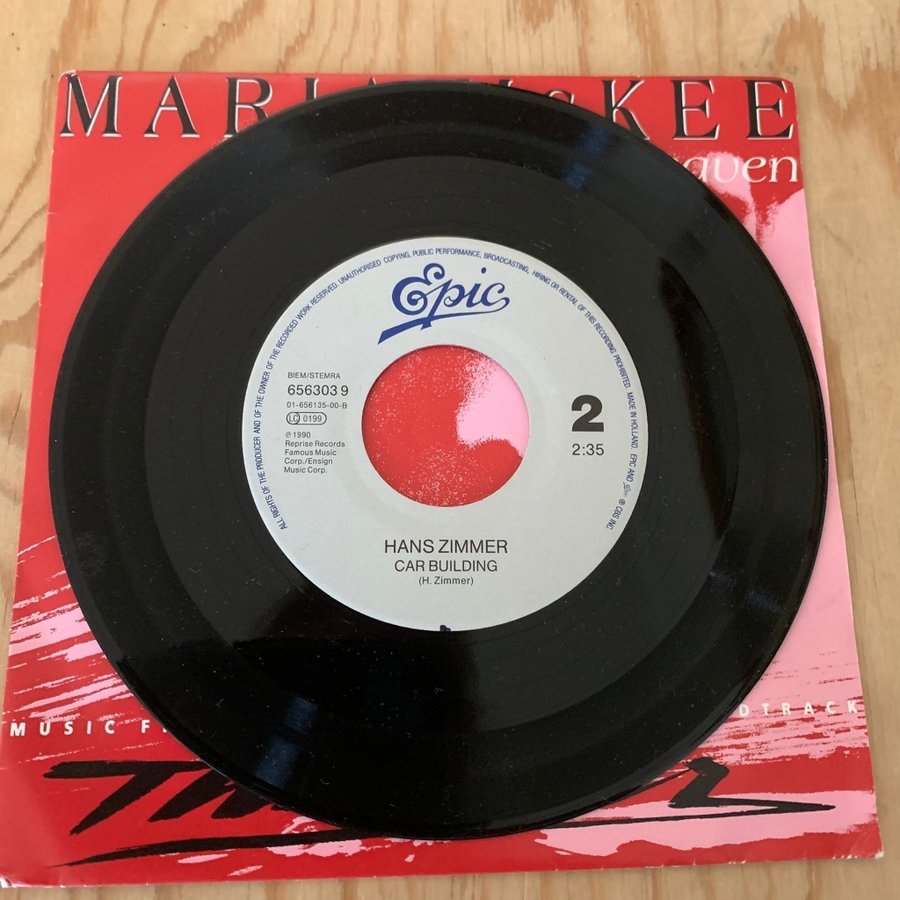 MARIA McKEE
aven
ALL RIGHTS OF THE PRODUCER AND OF THE OWNER OF THE RECORDED WORK RESERVED. UNAUTHORISED COPYING, PUBLIC PERFORMANCE, BROADCASTING, HIRING OR RENTAL OF THIS RECORDING PROHIBITED. MADE IN HOLLAND. EPIC AND ® CBS INC.
Epic
BIEM/STEMRA
656303 9
01-656135-00-B
LC 0199
℗ 1990
Reprise Records
Famous Music
Corp./Ensign
Music Corp.
2
2:35
HANS ZIMMER
CAR BUILDING
(H. Zimmer)
MUSIC F DTRACK